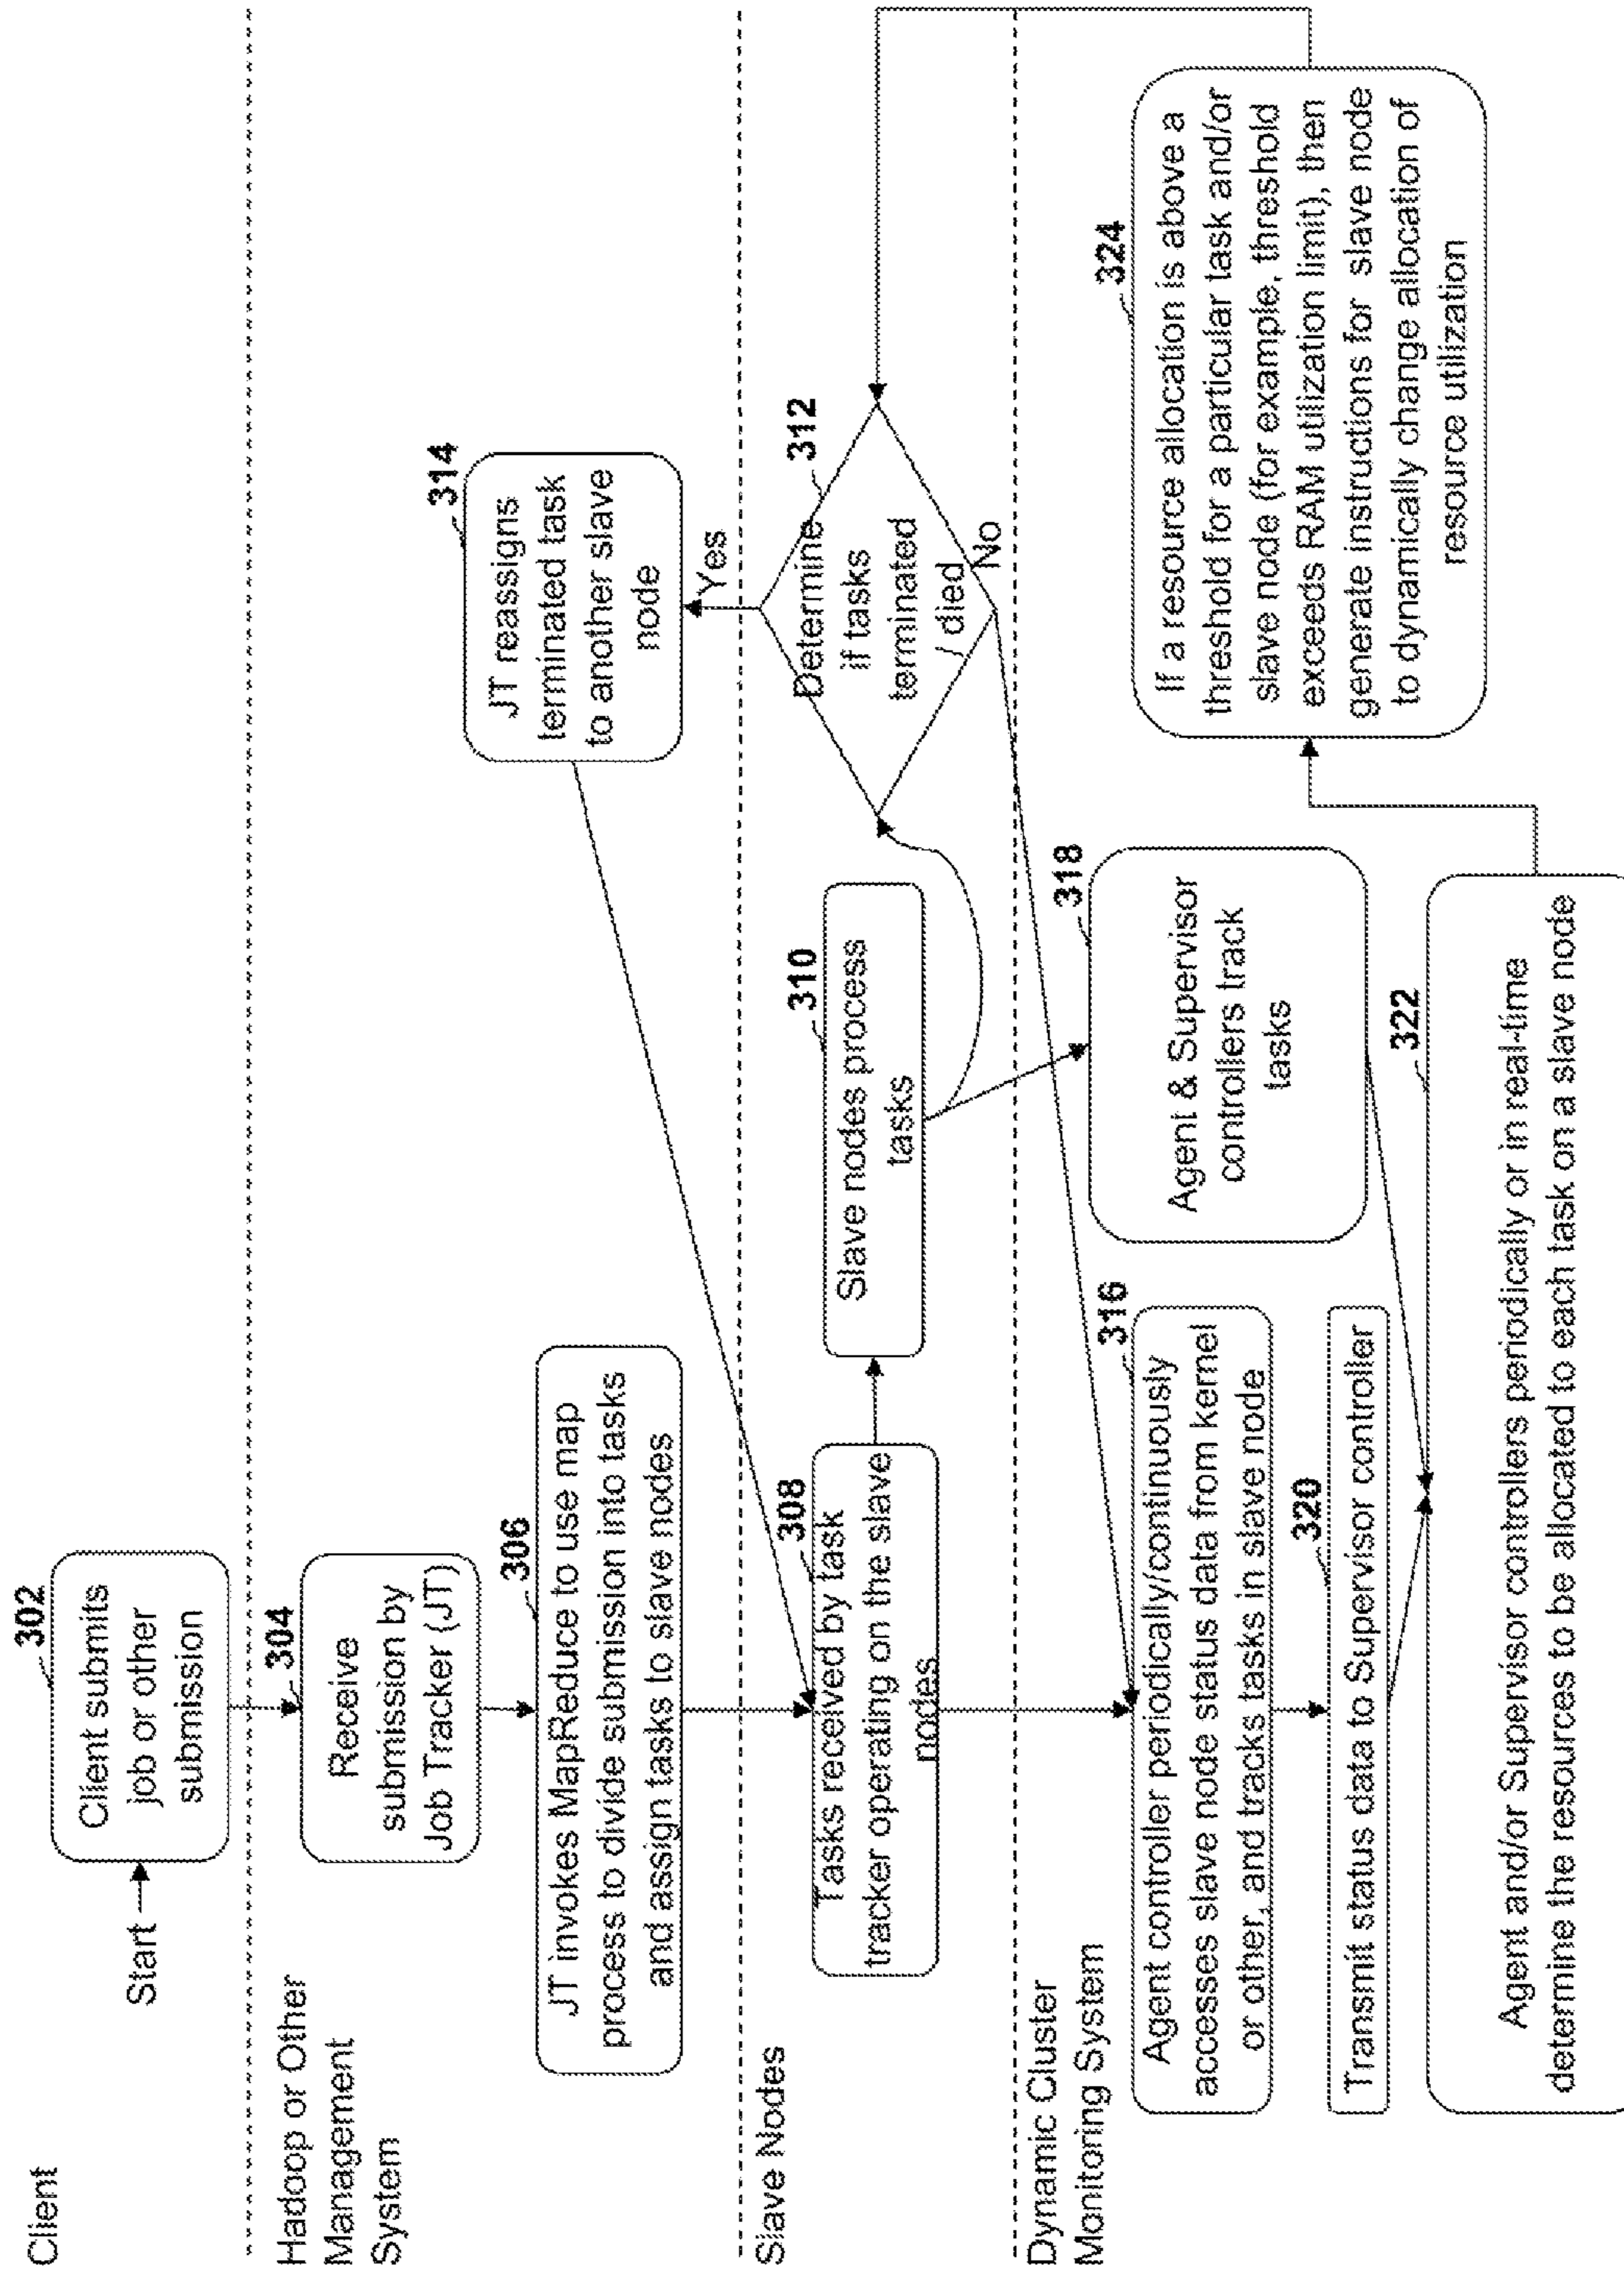 Client
Start
302
Client submits
job or other
submission
Hadoop or Other
Management
System
304
Receive
submission by
Job Tracker (JT)
306
JT invokes MapReduce to use map
process to divide submission into tasks
and assign tasks to slave nodes
314
JT reassigns
terminated task
to another slave
node
Slave Nodes
308
Tasks received by task
tracker operating on the slave
nodes
310
Slave nodes process
tasks
312
Determine
if tasks
terminated
died
Yes
No
Dynamic Cluster
Monitoring System
316
Agent controller periodically/continuously
accesses slave node status data from kernel
or other, and tracks tasks in slave node
318
Agent & Supervisor
controllers track
tasks
320
Transmit status data to Supervisor controller
322
Agent and/or Supervisor controllers periodically or in real-time
determine the resources to be allocated to each task on a slave node
324
If a resource allocation is above a
threshold for a particular task and/or
slave node (for example, threshold
exceeds RAM utilization limit), then
generate instructions for slave node
to dynamically change allocation of
resource utilization